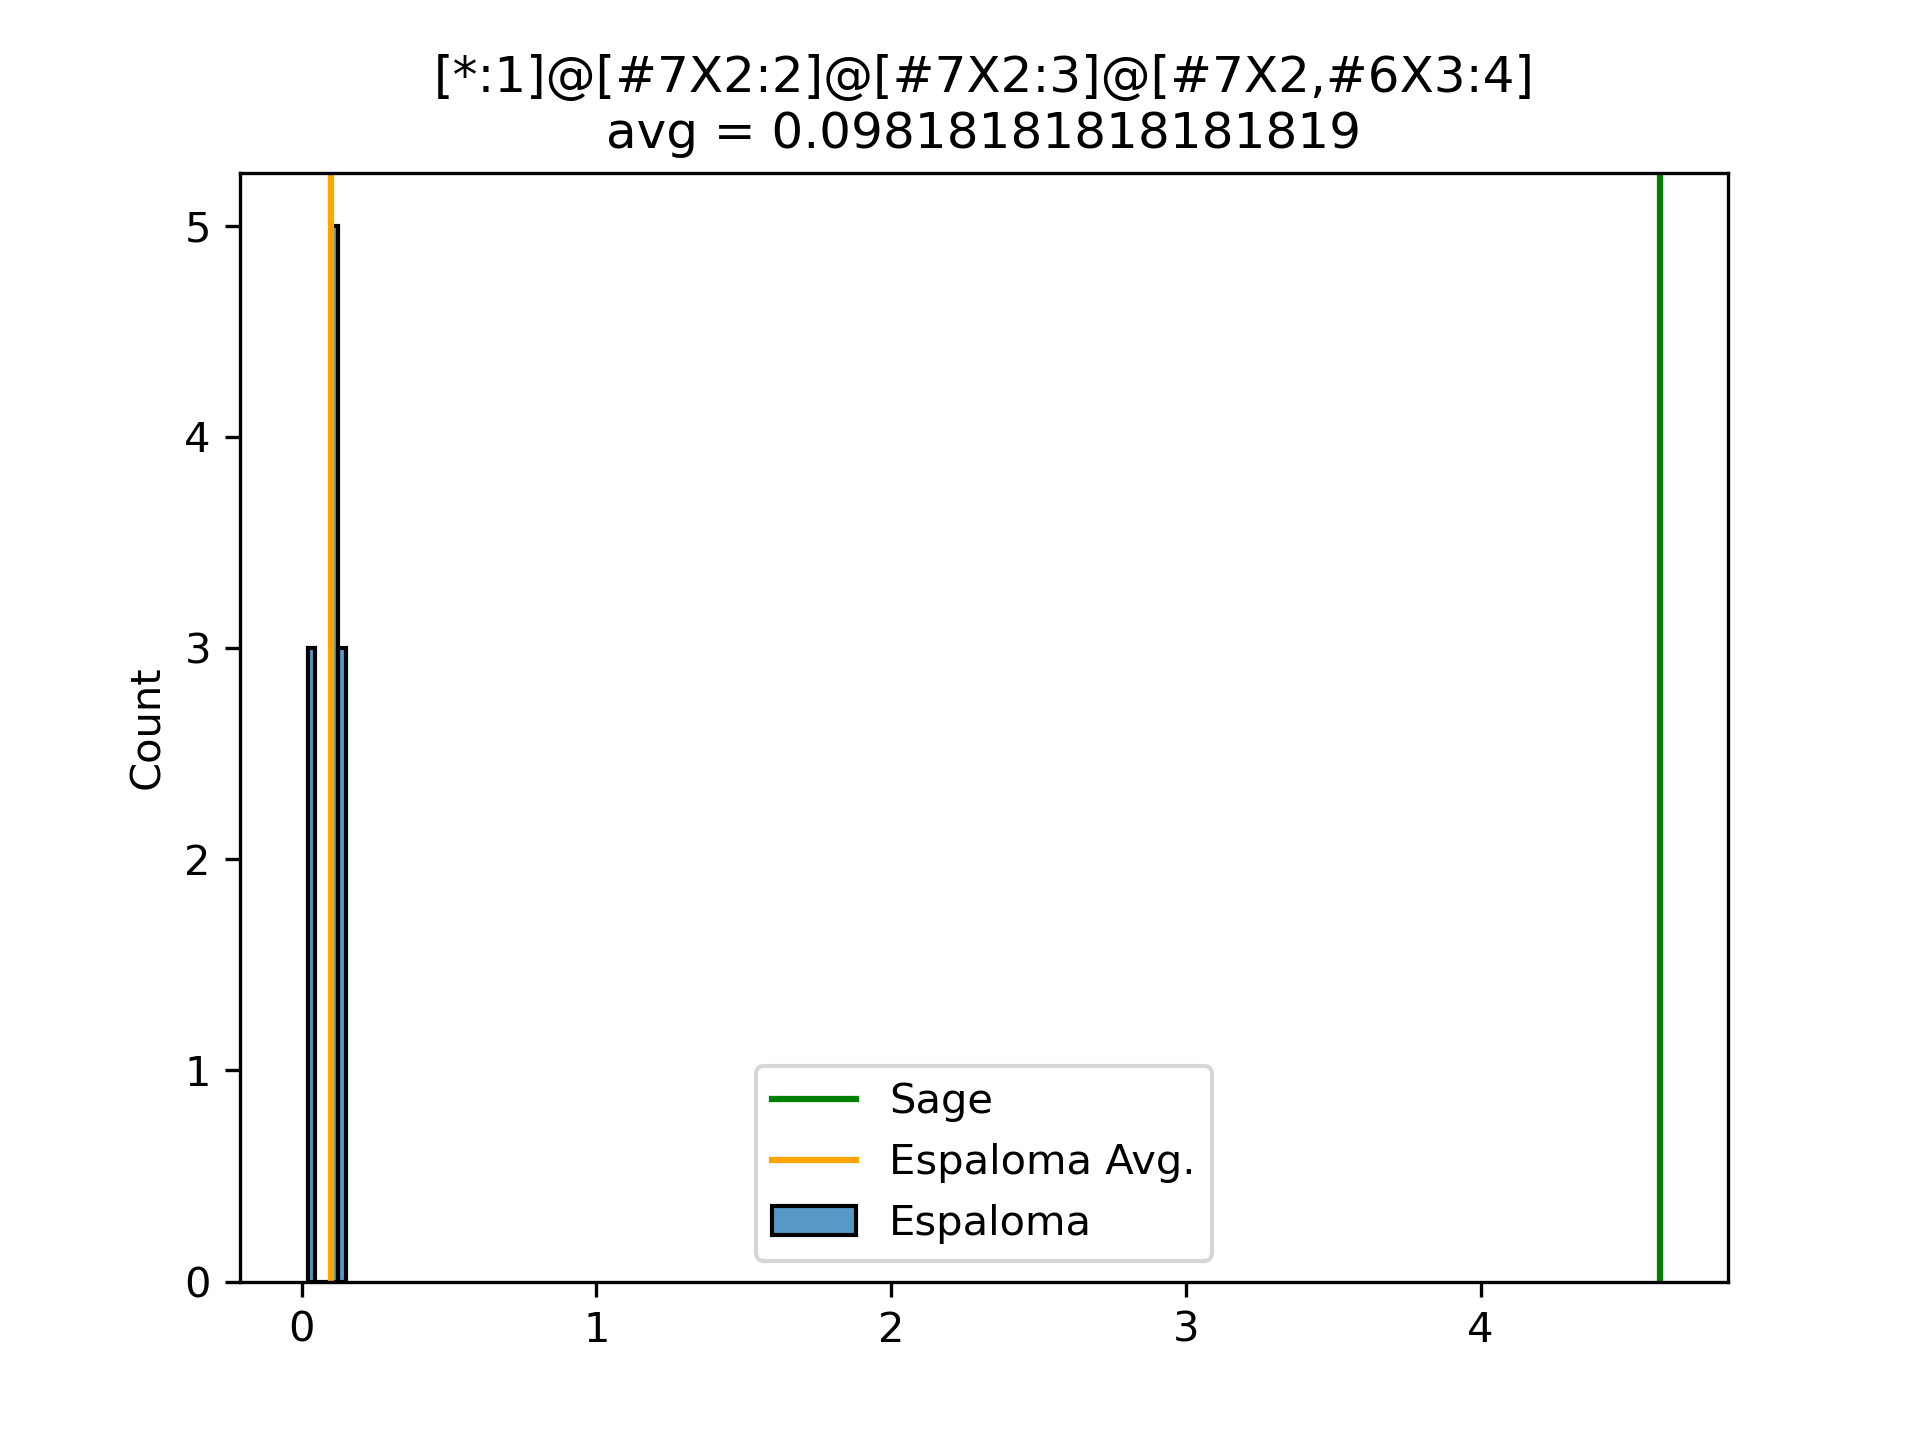 [*:1]@[#7X2:2]@[#7X2:3]@[#7X2,#6X3:4]
avg = 0.09818181818181819
5
4
3
2
1
0
Count
Sage
Espaloma Avg.
Espaloma
0 1 2 3 4